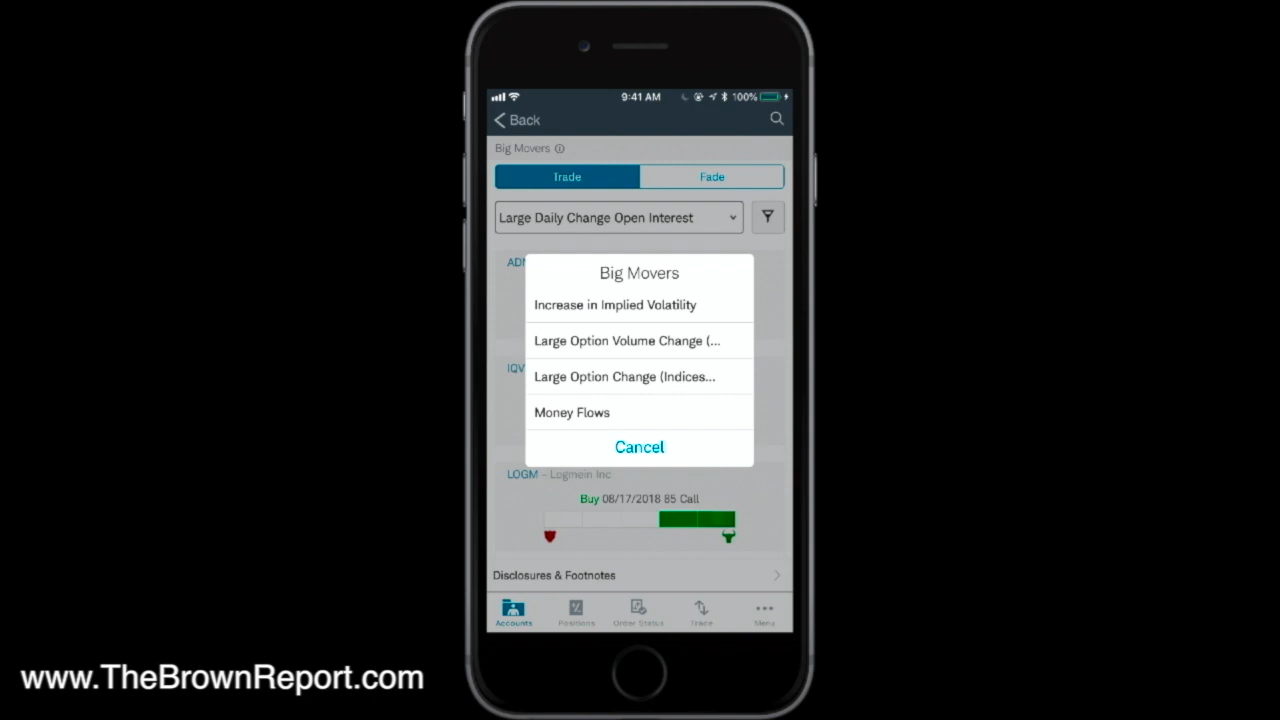 9:41 AM 100%
Back
Big Movers
Trade Fade
Large Daily Change Open Interest
Big Movers
Increase in Implied Volatility
Large Option Volume Change (...
Large Option Change (Indices...
Money Flows
Cancel
LOGM - Logmein Inc
Buy 08/17/2018 85 Call
Disclosures & Footnotes
Accounts Positions Order Status Trade Menu
www.TheBrownReport.com